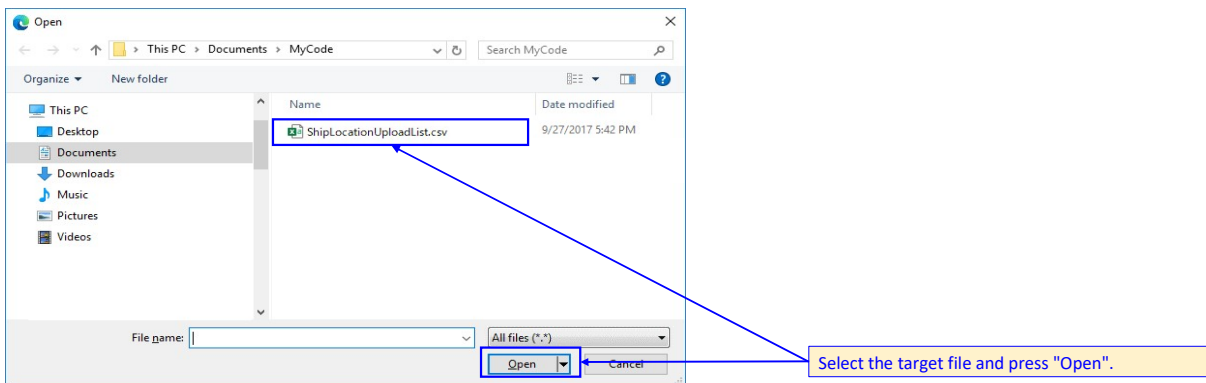 Open
This PC > Documents > MyCode
Search MyCode
Organize
New folder
Name
Date modified
This PC
Desktop
Documents
Downloads
Music
Pictures
Videos
ShipLocationUploadList.csv
9/27/2017 5:42 PM
File name:
All files (*.*)
Open
Cancel
Select the target file and press "Open".